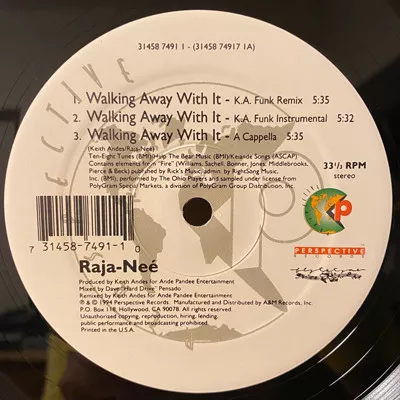 31458 7491 1 - (31458 74917 1A)
1. Walking Away With It - K.A. Funk Remix 5:35
2. Walking Away With It - K.A. Funk Instrumental 5:32
3. Walking Away With It - A Cappella 5:35
(Keith Andes/Raja-Nee)
Ten-Eight Tunes (BMI)/Help The Bear Music (BMI)/Keiande Songs (ASCAP)
Contains elements from "Fire" (Williams, Satchell, Bonner, Jones, Middlebrooks,
Pierce & Beck) published by Rick's Music; admin. by RightSong Music,
Inc. (BMI), performed by The Ohio Players and sampled under license from
PolyGram Special Markets, a division of PolyGram Group Distribution, Inc.
33 1/3 RPM
stereo
PERSPECTIVE
RECORDS
7 31458-7491-1 0
Raja-Neé
Produced by Keith Andes for Ande Pandee Entertainment
Mixed by Dave "Hard Drive" Pensado
Remixed by Keith Andes for Ande Pandee Entertainment
℗ & © 1994 Perspective Records. Manufactured and Distributed by A&M Records, Inc.
P.O. Box 118, Hollywood, CA 90078. All rights reserved.
Unauthorized copying, reproduction, hiring, lending,
public performance and broadcasting prohibited.
Printed in the U.S.A.